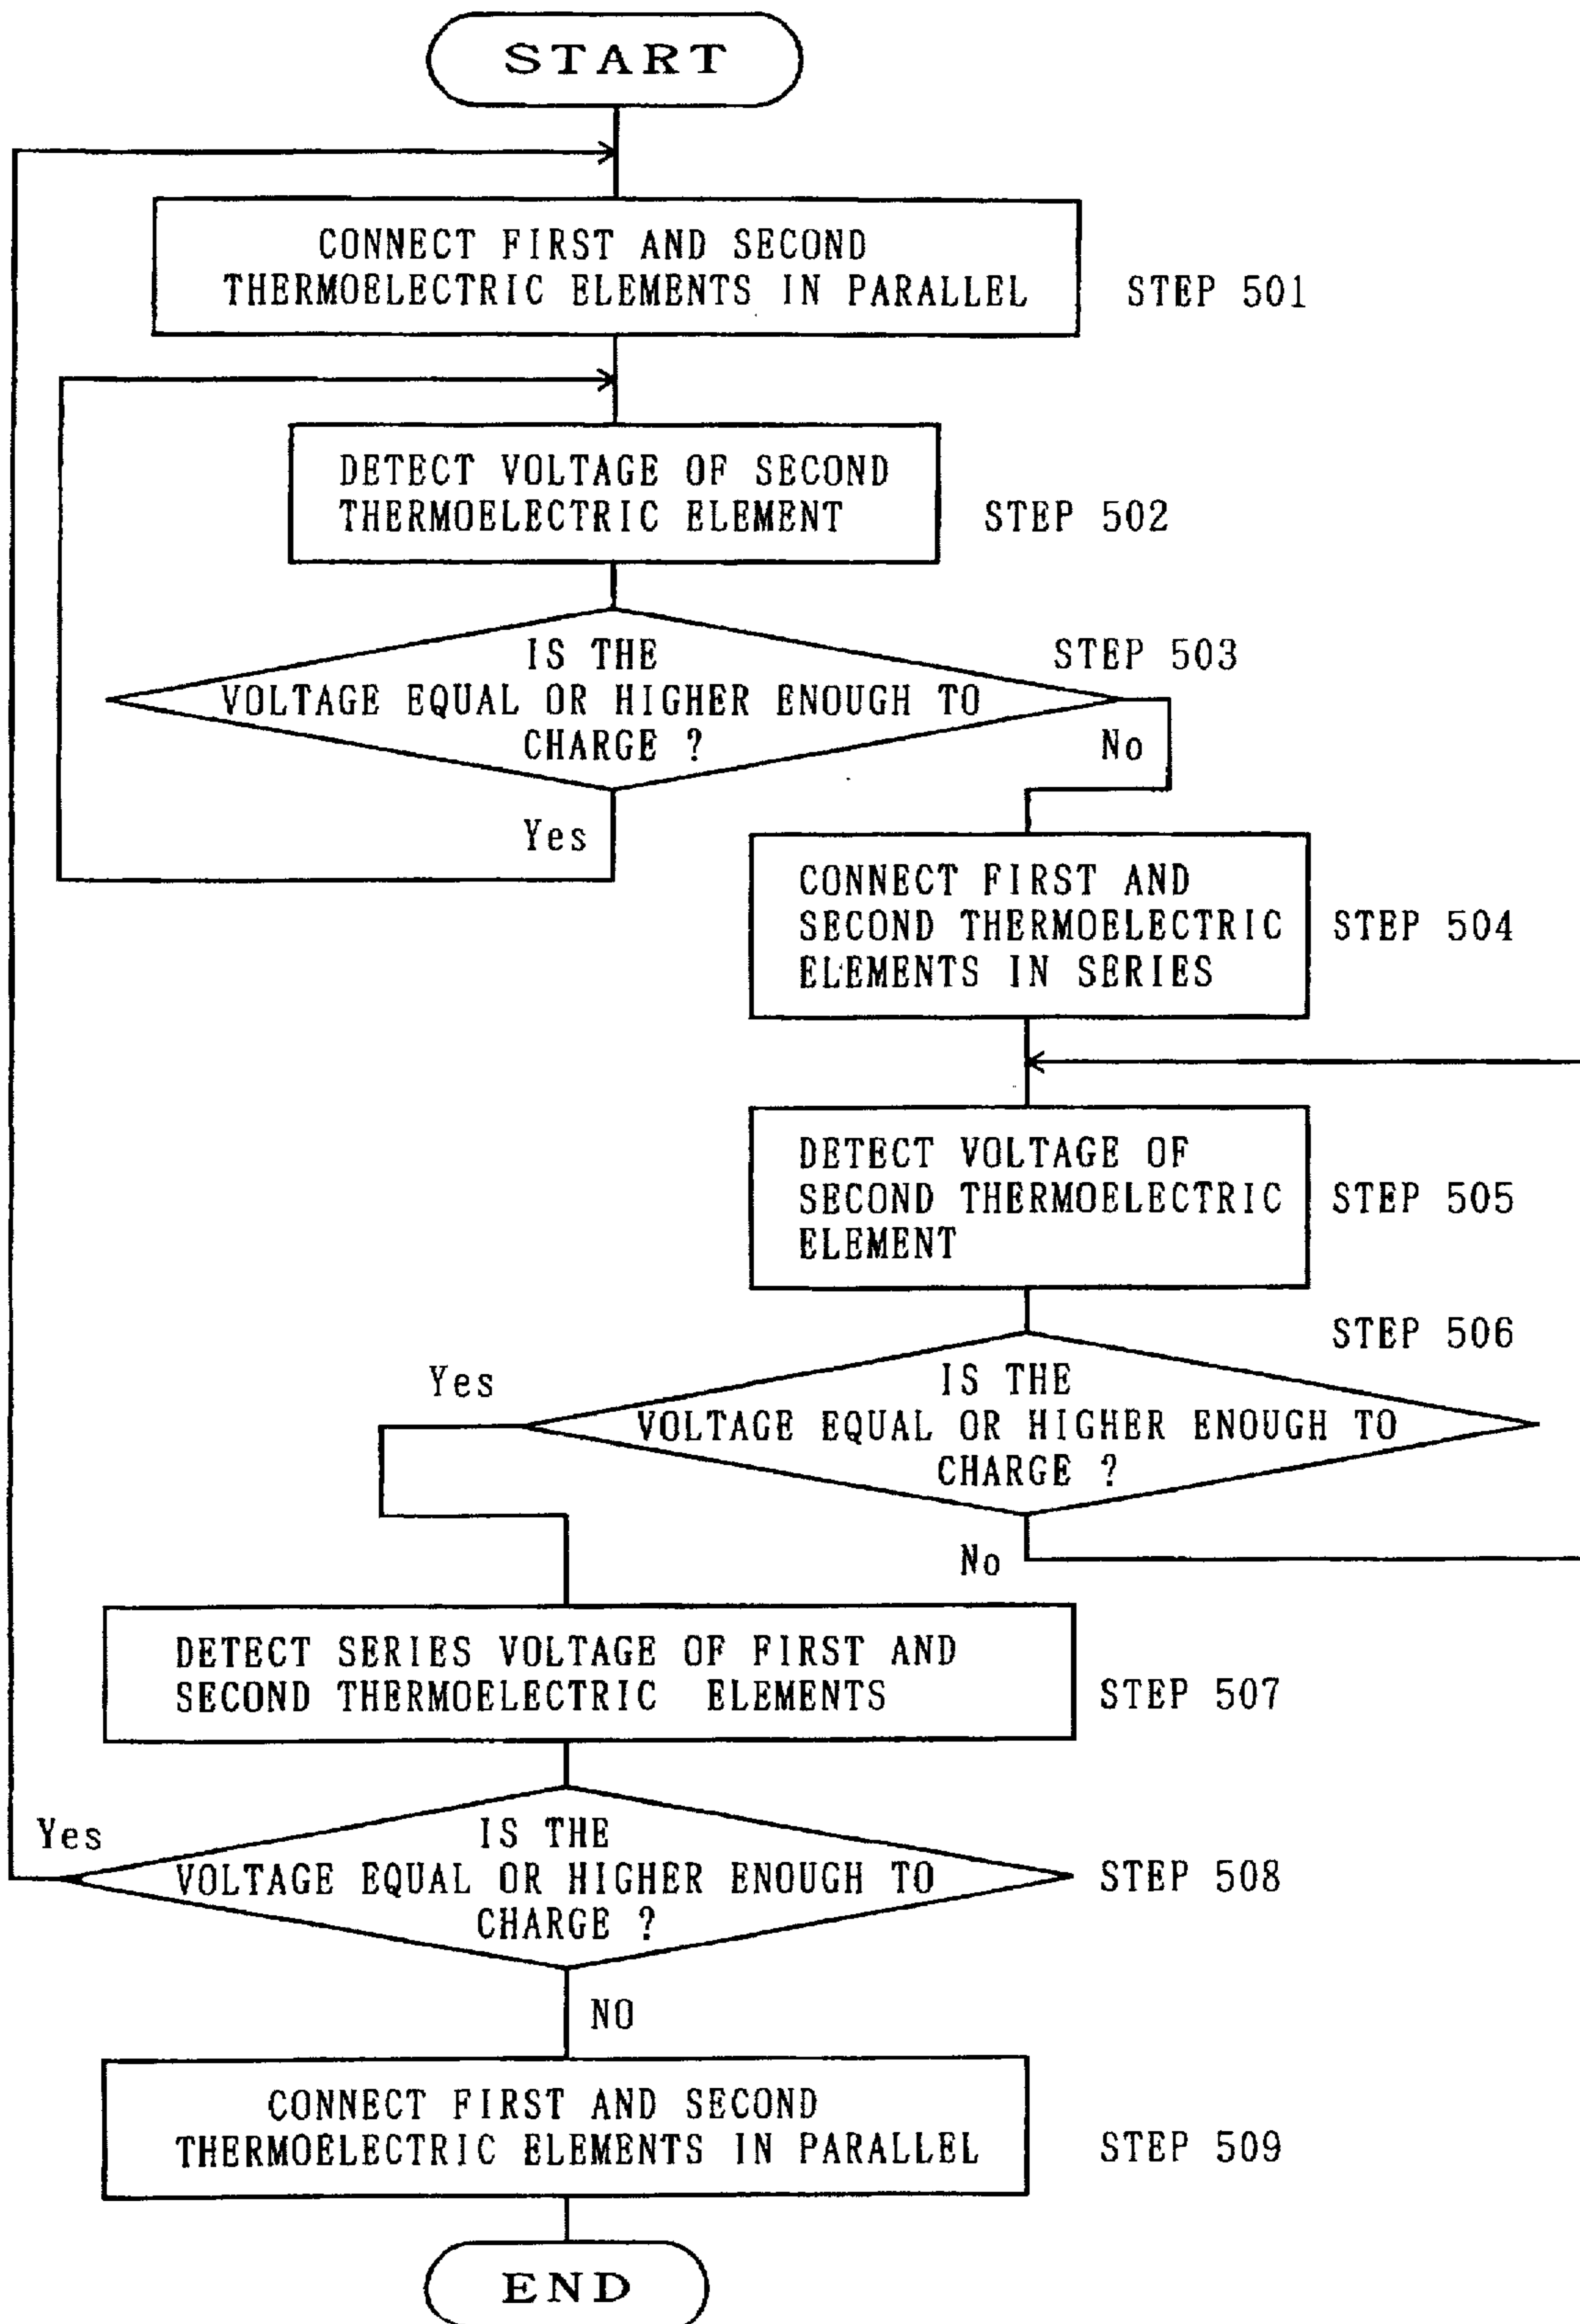 START
CONNECT FIRST AND SECOND
THERMOELECTRIC ELEMENTS IN PARALLEL
STEP 501
DETECT VOLTAGE OF SECOND
THERMOELECTRIC ELEMENT
STEP 502
IS THE
VOLTAGE EQUAL OR HIGHER ENOUGH TO
CHARGE ?
STEP 503
No
Yes
CONNECT FIRST AND
SECOND THERMOELECTRIC
ELEMENTS IN SERIES
STEP 504
DETECT VOLTAGE OF
SECOND THERMOELECTRIC
ELEMENT
STEP 505
STEP 506
Yes
IS THE
VOLTAGE EQUAL OR HIGHER ENOUGH TO
CHARGE ?
No
DETECT SERIES VOLTAGE OF FIRST AND
SECOND THERMOELECTRIC ELEMENTS
STEP 507
Yes
IS THE
VOLTAGE EQUAL OR HIGHER ENOUGH TO
CHARGE ?
STEP 508
NO
CONNECT FIRST AND SECOND
THERMOELECTRIC ELEMENTS IN PARALLEL
STEP 509
END